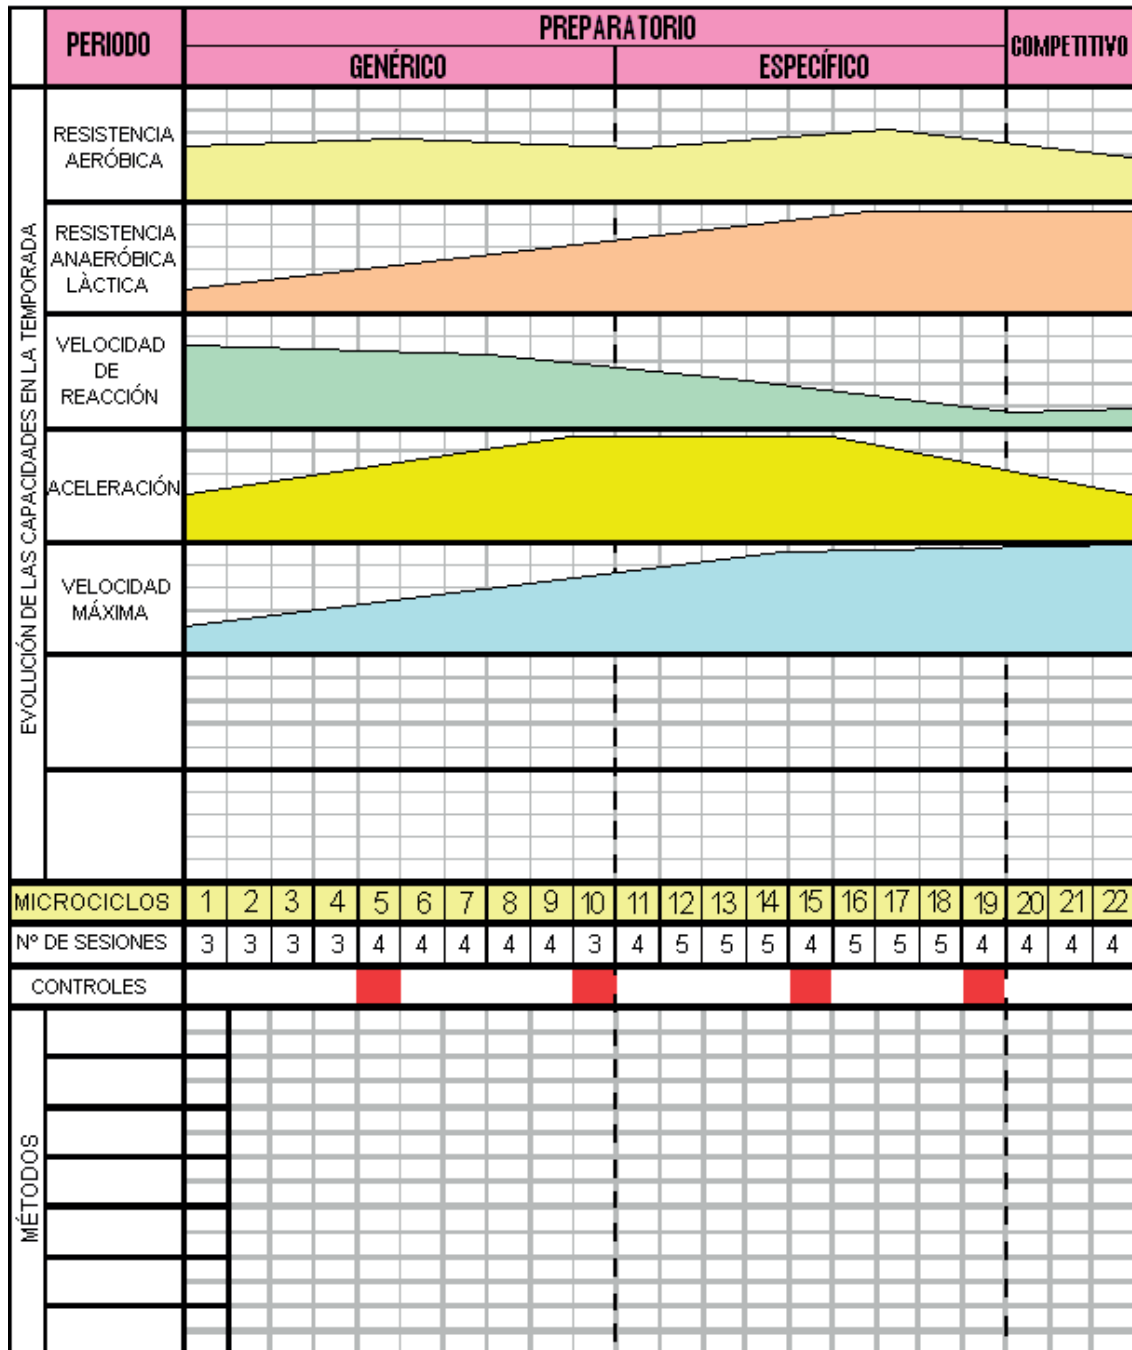 PERIODO
PREPARATORIO
GENÉRICO
ESPECÍFICO
COMPETITIVO
EVOLUCIÓN DE LAS CAPACIDADES EN LA TEMPORADA
RESISTENCIA
AERÓBICA
RESISTENCIA
ANAERÓBICA
LÀCTICA
VELOCIDAD
DE
REACCIÓN
ACELERACIÓN
VELOCIDAD
MÁXIMA
MICROCICLOS 1 2 3 4 5 6 7 8 9 10 11 12 13 14 15 16 17 18 19 20 21 22
Nº DE SESIONES 3 3 3 3 4 4 4 4 4 3 4 5 5 5 4 5 5 5 4 4 4 4
CONTROLES
MÉTODOS